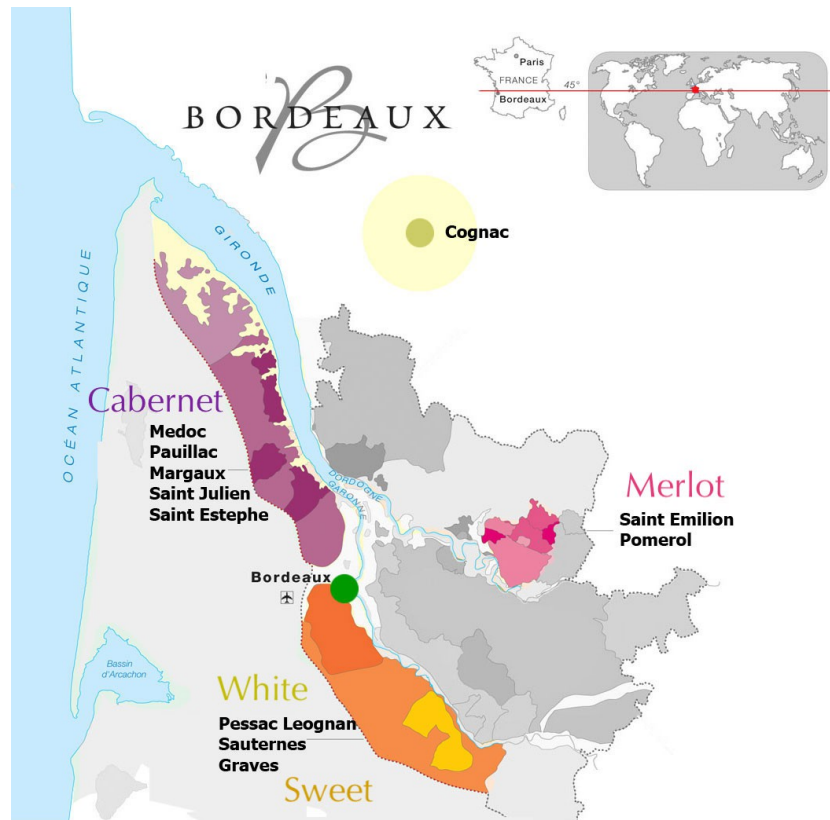 BORDEAUX
Paris
FRANCE
45°
Bordeaux
Cognac
GIRONDE
OCÉAN ATLANTIQUE
Cabernet
Medoc
Pauillac
Margaux
Saint Julien
Saint Estephe
DORDOGNE
GARONNE
Merlot
Saint Emilion
Pomerol
Bordeaux
Bassin
d'Arcachon
White
Pessac Leognan
Sauternes
Graves
Sweet